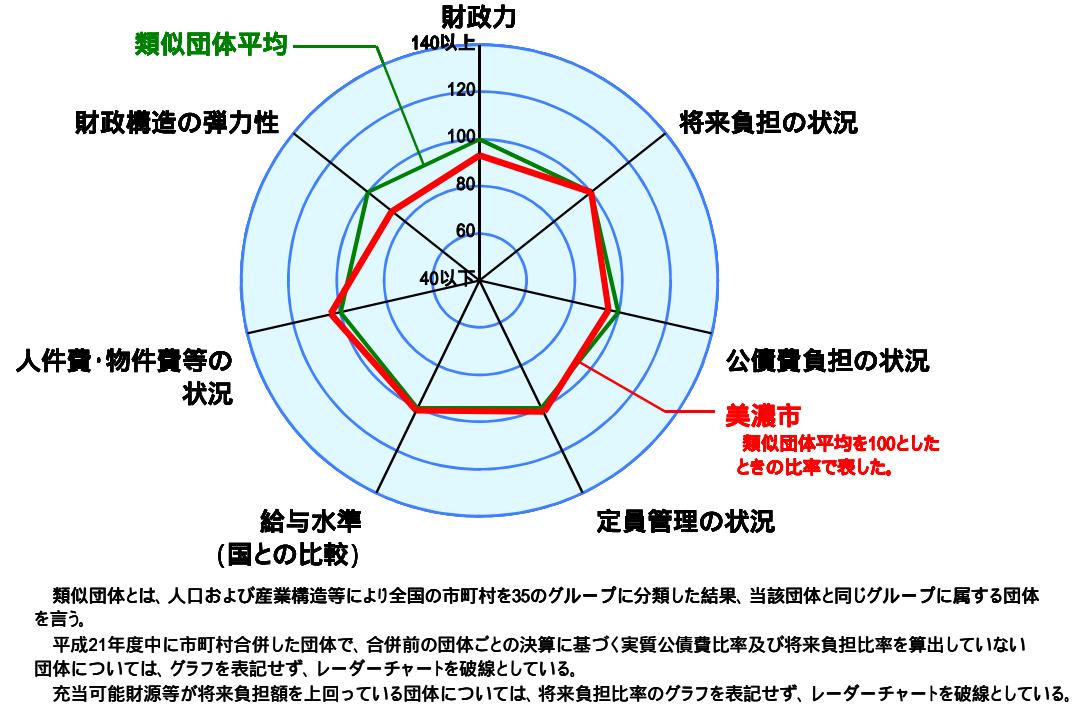 財政力
類似団体平均
140以上
120
財政構造の弾力性
将来負担の状況
100
80
60
40以下
人件費・物件費等の
状況
公債費負担の状況
美濃市
類似団体平均を100とした
ときの比率で表した。
給与水準
(国との比較)
定員管理の状況
類似団体とは、人口および産業構造等により全国の市町村を35のグループに分類した結果、当該団体と同じグループに属する団体
を言う。
平成21年度中に市町村合併した団体で、合併前の団体ごとの決算に基づく実質公債費比率及び将来負担比率を算出していない
団体については、グラフを表記せず、レーダーチャートを破線としている。
充当可能財源等が将来負担額を上回っている団体については、将来負担比率のグラフを表記せず、レーダーチャートを破線としている。